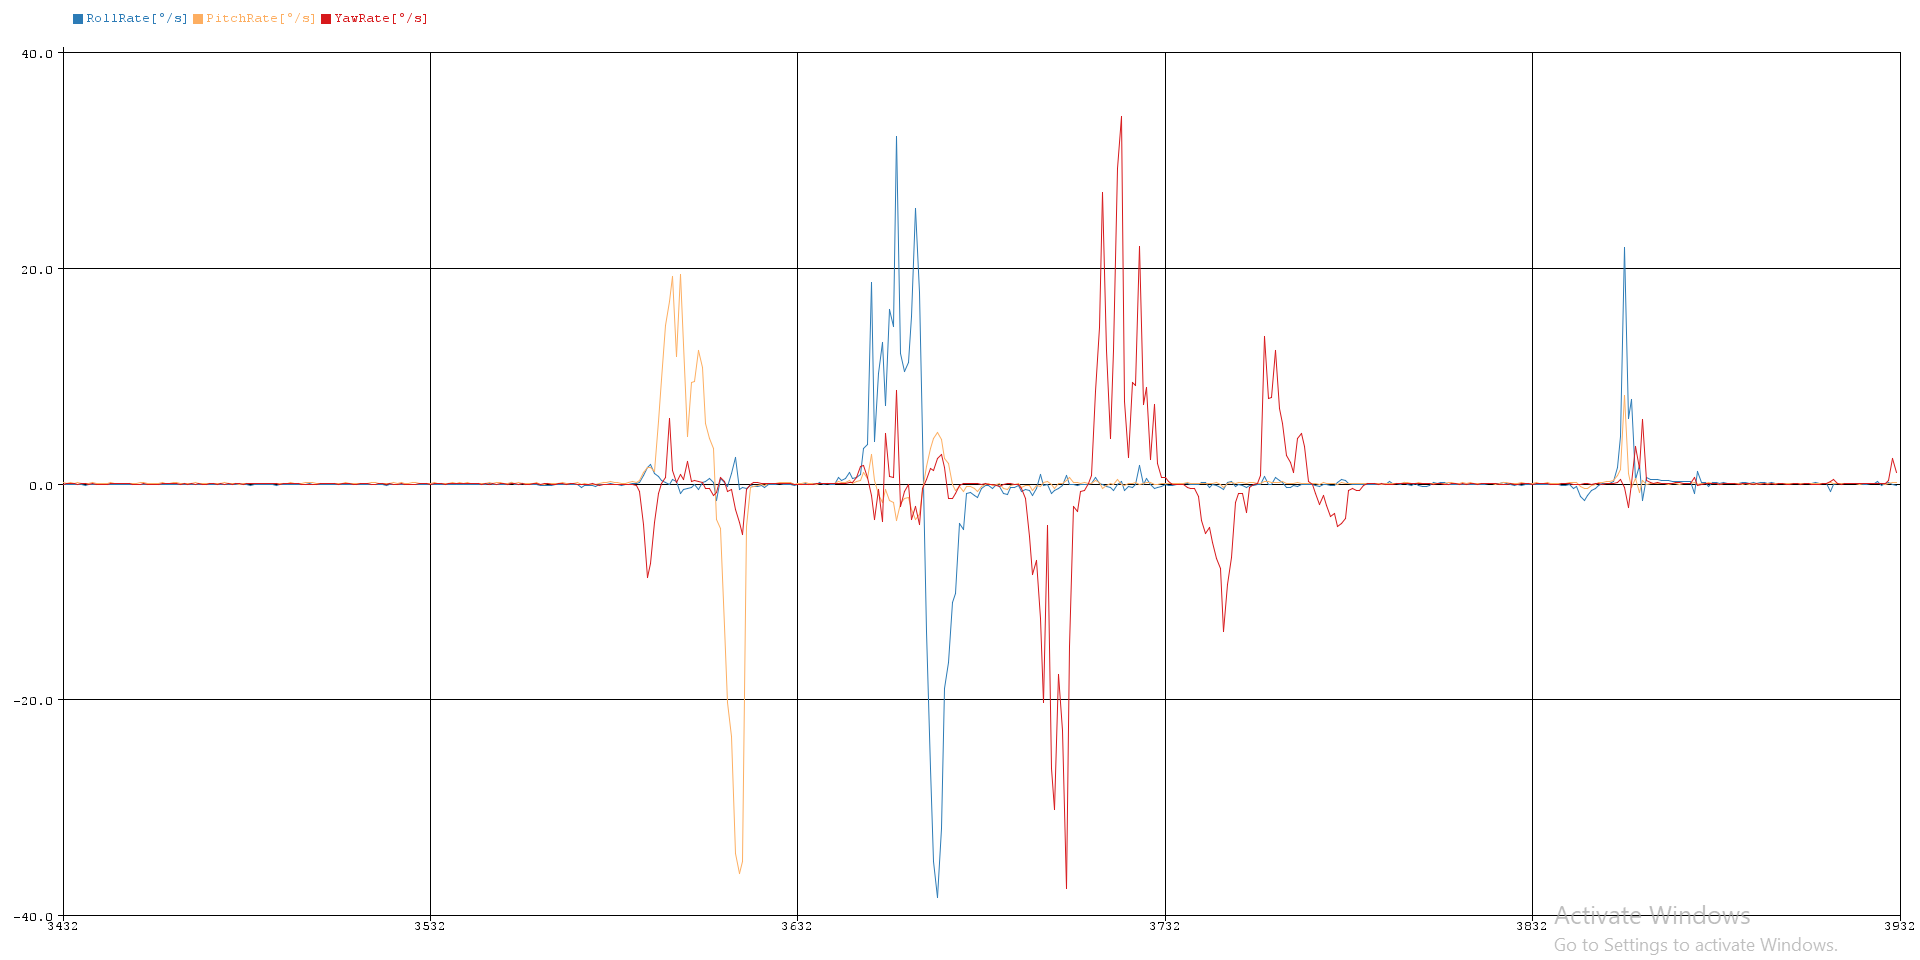 RollRate[°/s] PitchRate[°/s] YawRate[°/s]
40.0
20.0
0.0
-20.0
-40.0
3432 3532 3632 3732 3832 3932
Activate Windows
Go to Settings to activate Windows.